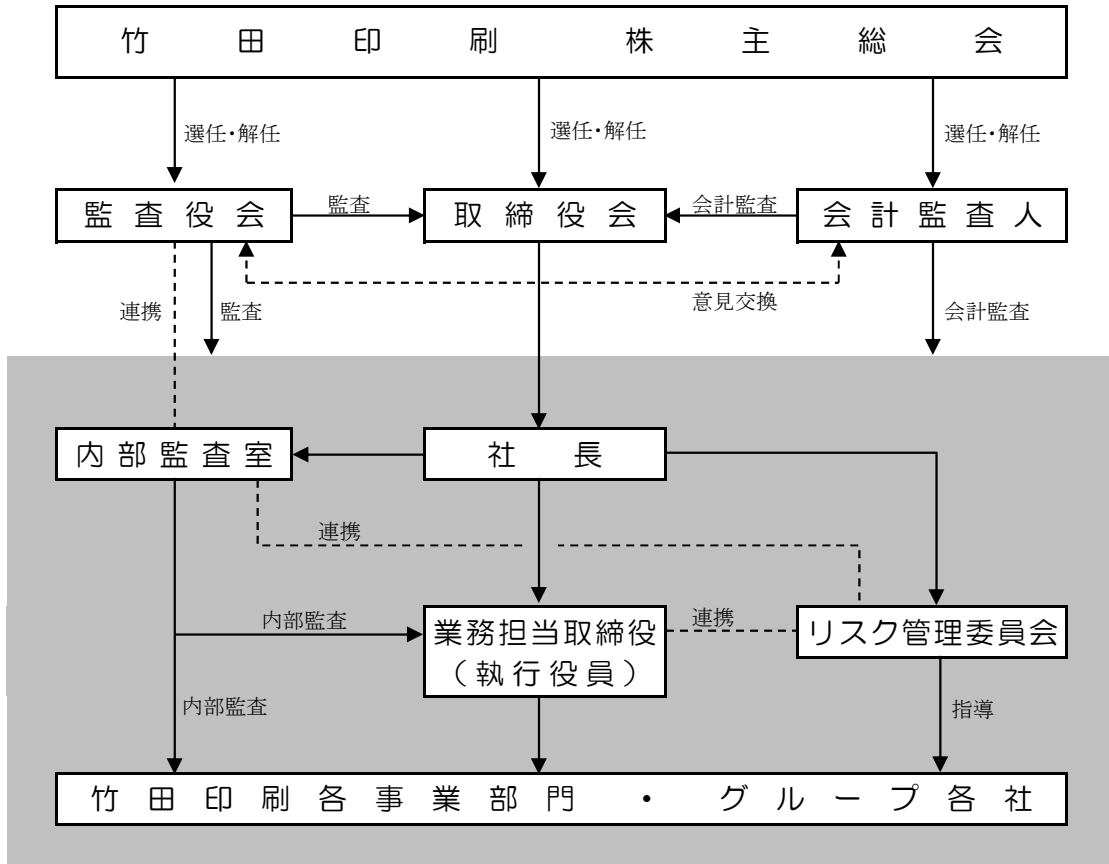 竹田印刷 株主総会
選任・解任
選任・解任
選任・解任
監査役会
監査
取締役会
会計監査
会計監査人
連携
監査
意見交換
会計監査
内部監査室
社長
連携
内部監査
業務担当取締役
（執行役員）
連携
リスク管理委員会
内部監査
指導
竹田印刷各事業部門・グループ各社